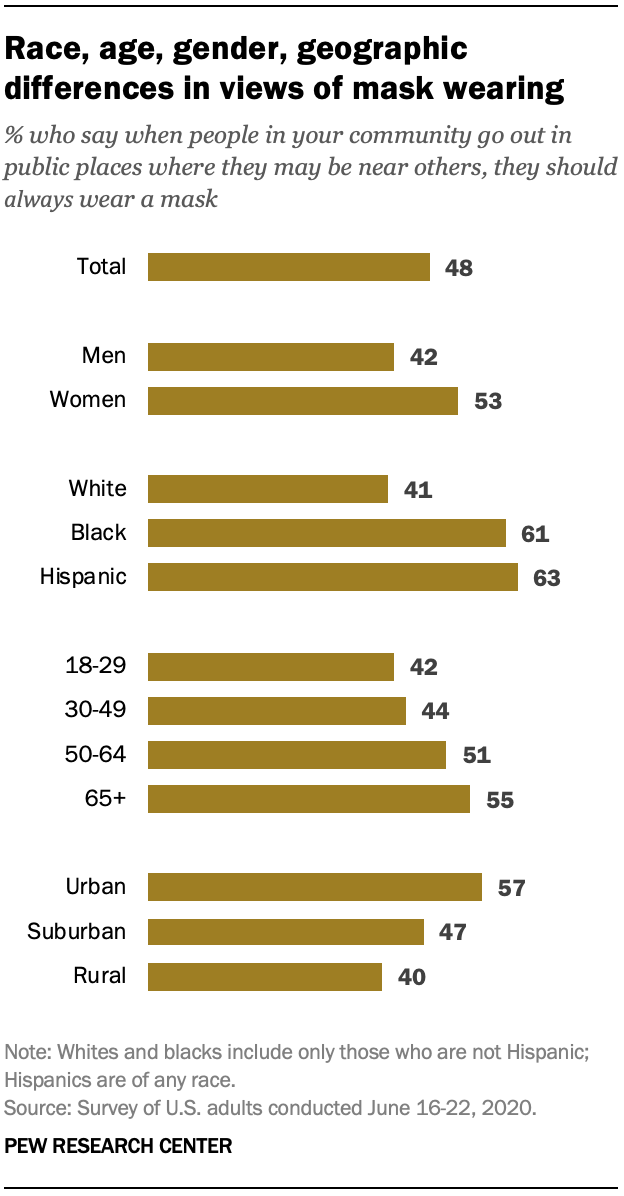 Race, age, gender, geographic
differences in views of mask wearing
% who say when people in your community go out in
public places where they may be near others, they should
always wear a mask
Total 48
Men 42
Women 53
White 41
Black 61
Hispanic 63
18-29 42
30-49 44
50-64 51
65+ 55
Urban 57
Suburban 47
Rural 40
Note: Whites and blacks include only those who are not Hispanic;
Hispanics are of any race.
Source: Survey of U.S. adults conducted June 16-22, 2020.
PEW RESEARCH CENTER